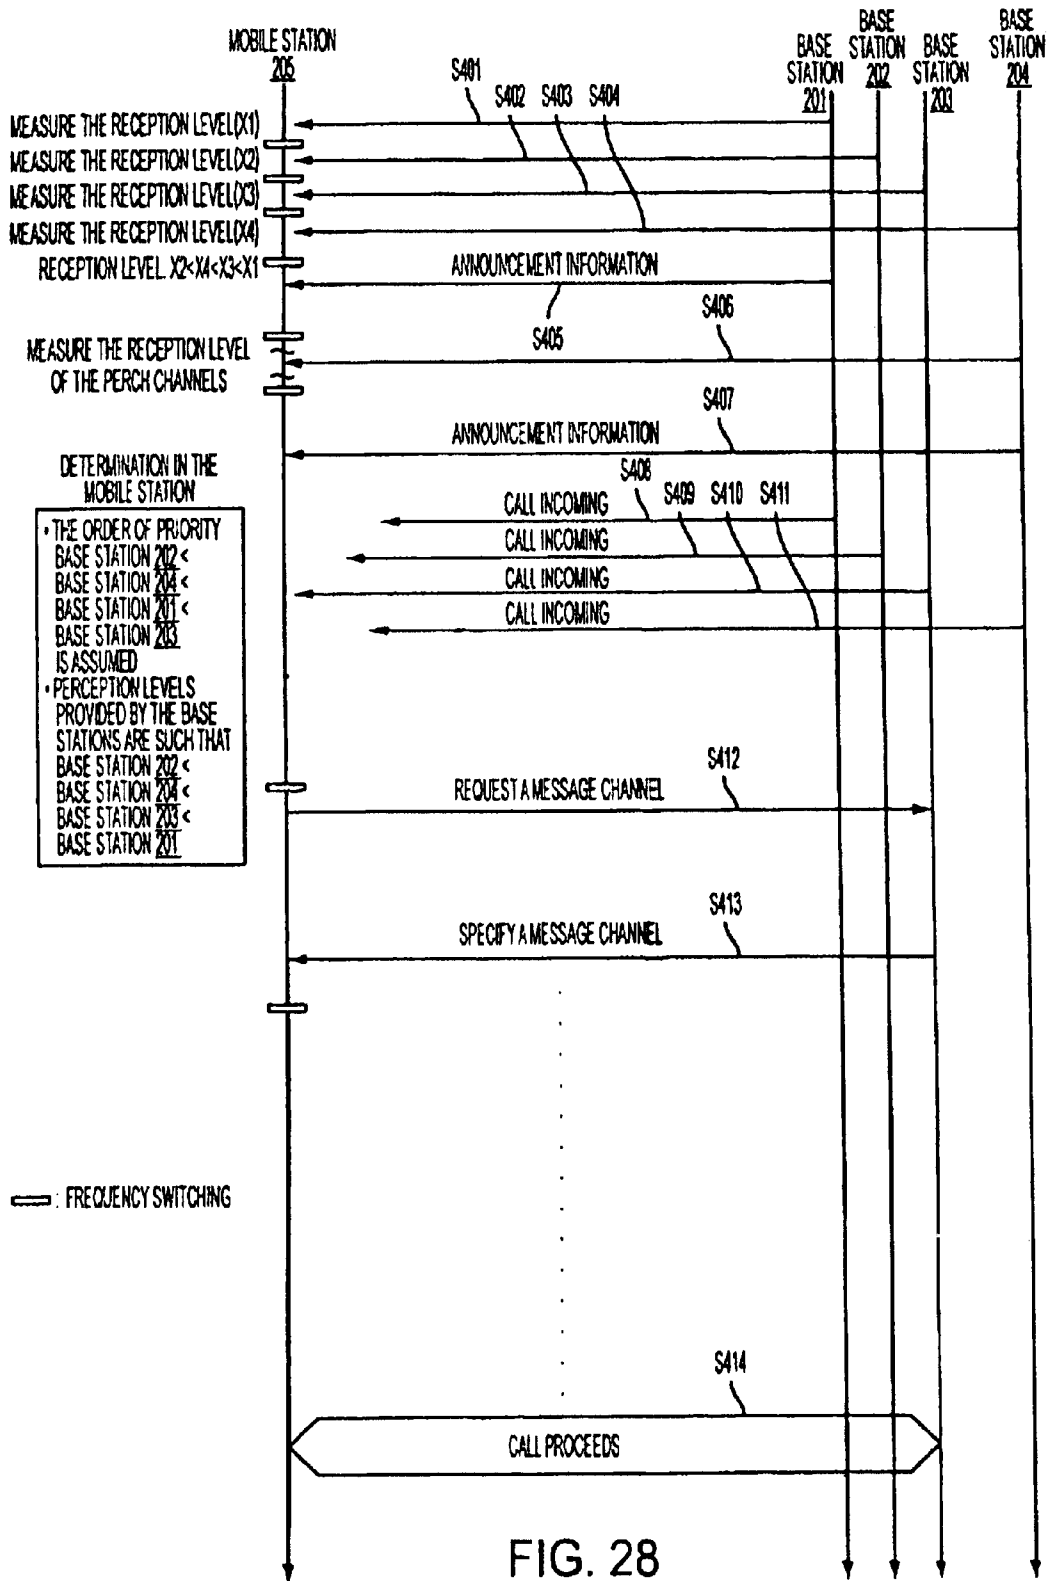 MOBILE STATION
205
BASE
STATION
201
BASE
STATION
202
BASE
STATION
203
BASE
STATION
204
S401
S402 S403 S404
MEASURE THE RECEPTION LEVEL(X1)
MEASURE THE RECEPTION LEVEL(X2)
MEASURE THE RECEPTION LEVEL(X3)
MEASURE THE RECEPTION LEVEL(X4)
RECEPTION LEVEL. X2<X4<X3<X1
ANNOUNCEMENT INFORMATION
S405
S406
MEASURE THE RECEPTION LEVEL
OF THE PERCH CHANNELS
S407
ANNOUNCEMENT INFORMATION
DETERMINATION IN THE
MOBILE STATION
• THE ORDER OF PRIORITY
BASE STATION 202 <
BASE STATION 204 <
BASE STATION 201 <
BASE STATION 203
IS ASSUMED
• PERCEPTION LEVELS
PROVIDED BY THE BASE
STATIONS ARE SUCH THAT
BASE STATION 202 <
BASE STATION 204 <
BASE STATION 203 <
BASE STATION 201
S408
S409 S410 S411
CALL INCOMING
CALL INCOMING
CALL INCOMING
CALL INCOMING
S412
REQUEST A MESSAGE CHANNEL
S413
SPECIFY A MESSAGE CHANNEL
: FREQUENCY SWITCHING
S414
CALL PROCEEDS
FIG. 28